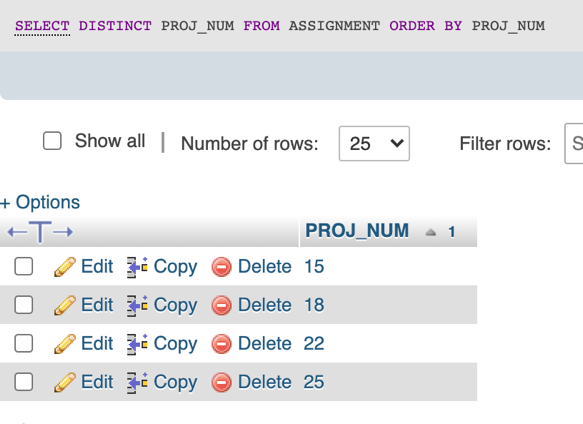 SELECT DISTINCT PROJ_NUM FROM ASSIGNMENT ORDER BY PROJ_NUM
Show all | Number of rows: 25 Filter rows: S
+ Options
←T→ PROJ_NUM 1
Edit Copy Delete 15
Edit Copy Delete 18
Edit Copy Delete 22
Edit Copy Delete 25